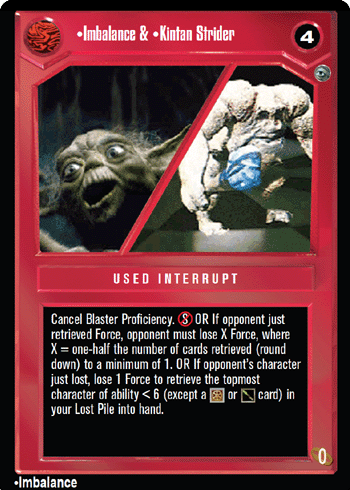 •Imbalance & •Kintan Strider
4
USED INTERRUPT
Cancel Blaster Proficiency. S OR If opponent just
retrieved Force, opponent must lose X Force, where
X = one-half the number of cards retrieved (round
down) to a minimum of 1. OR If opponent's character
just lost, lose 1 Force to retrieve the topmost
character of ability < 6 (except a or card) in
your Lost Pile into hand.
0
•Imbalance